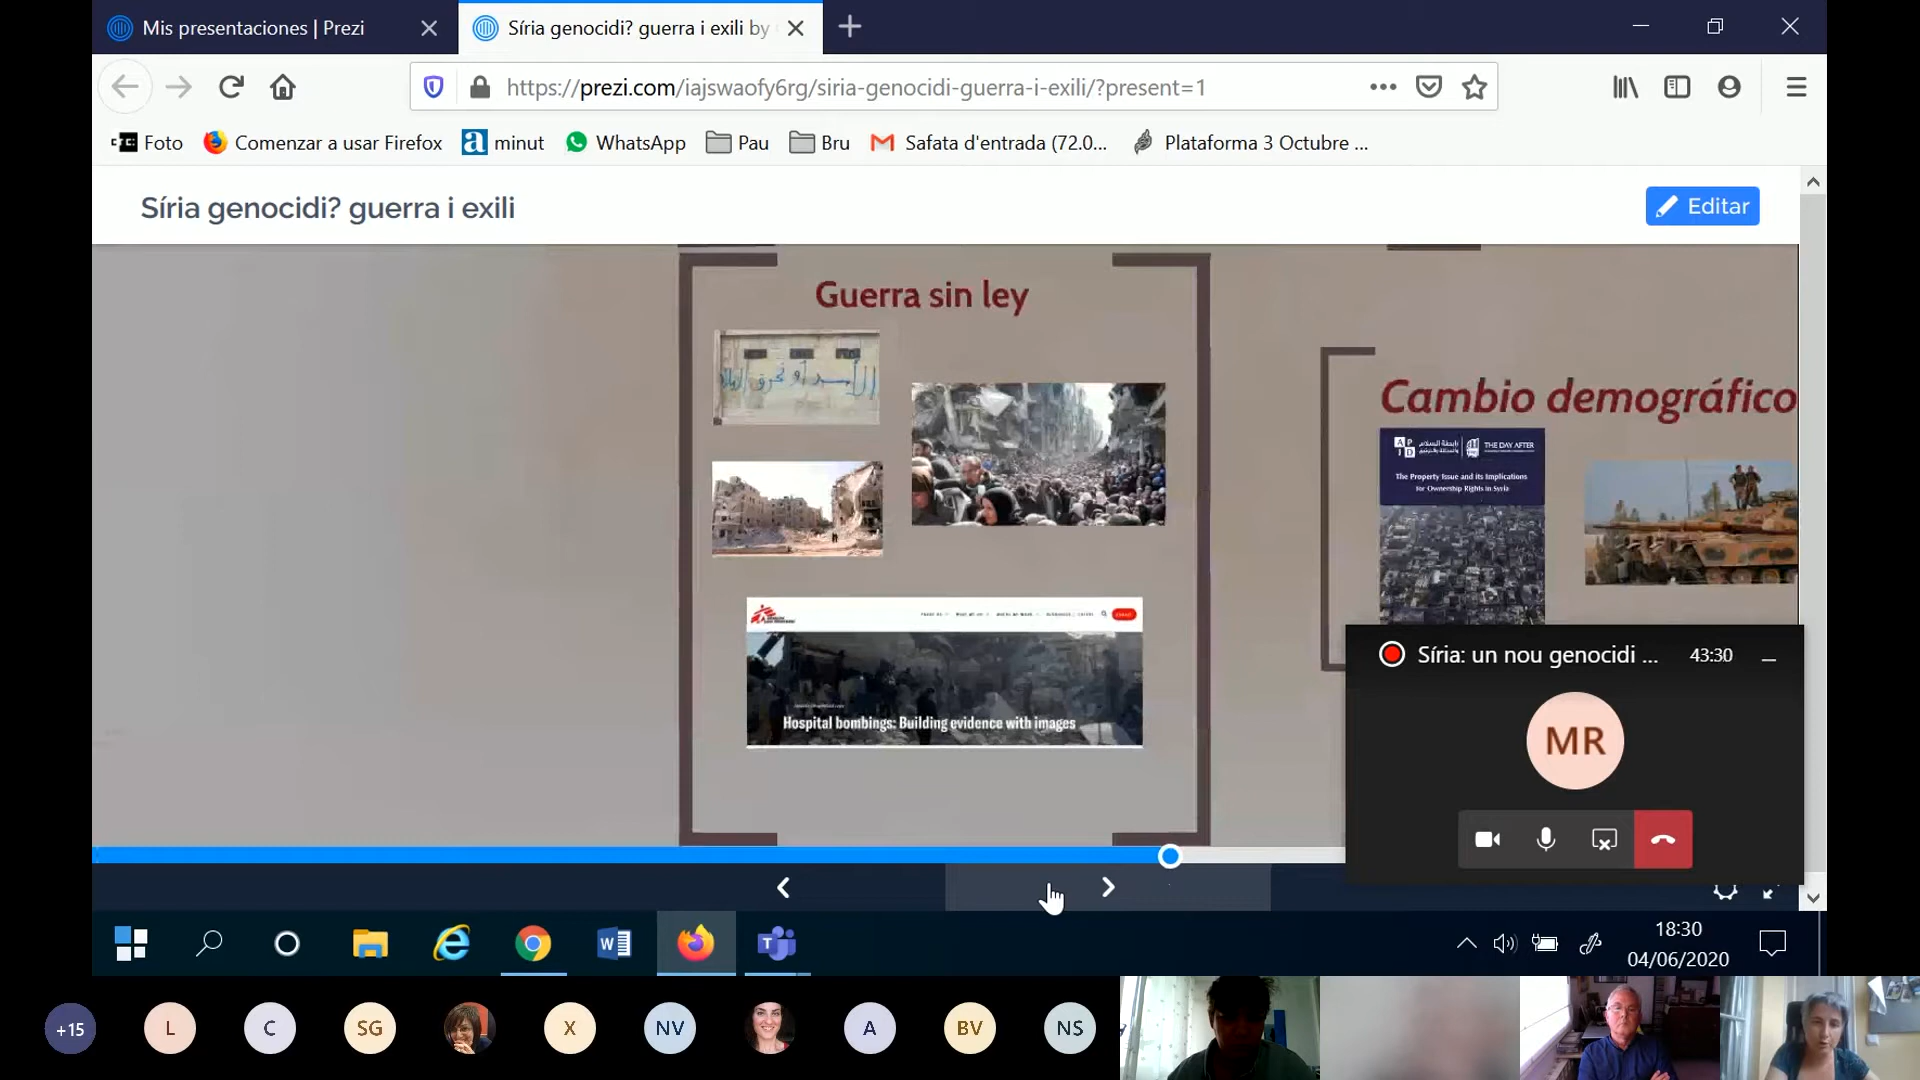 Mis presentaciones | Prezi
Síria genocidi? guerra i exili by
https://prezi.com/iajswaofy6rg/siria-genocidi-guerra-i-exili/?present=1
Foto
Comenzar a usar Firefox
a minut
WhatsApp
Pau
Bru
Safata d'entrada (72.0...
Plataforma 3 Octubre ...
Síria genocidi? guerra i exili
Editar
Guerra sin ley
الأسد أو نحرق البلد
Cambio demográfico
THE DAY AFTER
The Property Issue and its Implications
for Ownership Rights in Syria
Hospital bombings: Building evidence with images
Síria: un nou genocidi ...
43:30
MR
18:30
04/06/2020
+15
L
C
SG
X
NV
A
BV
NS